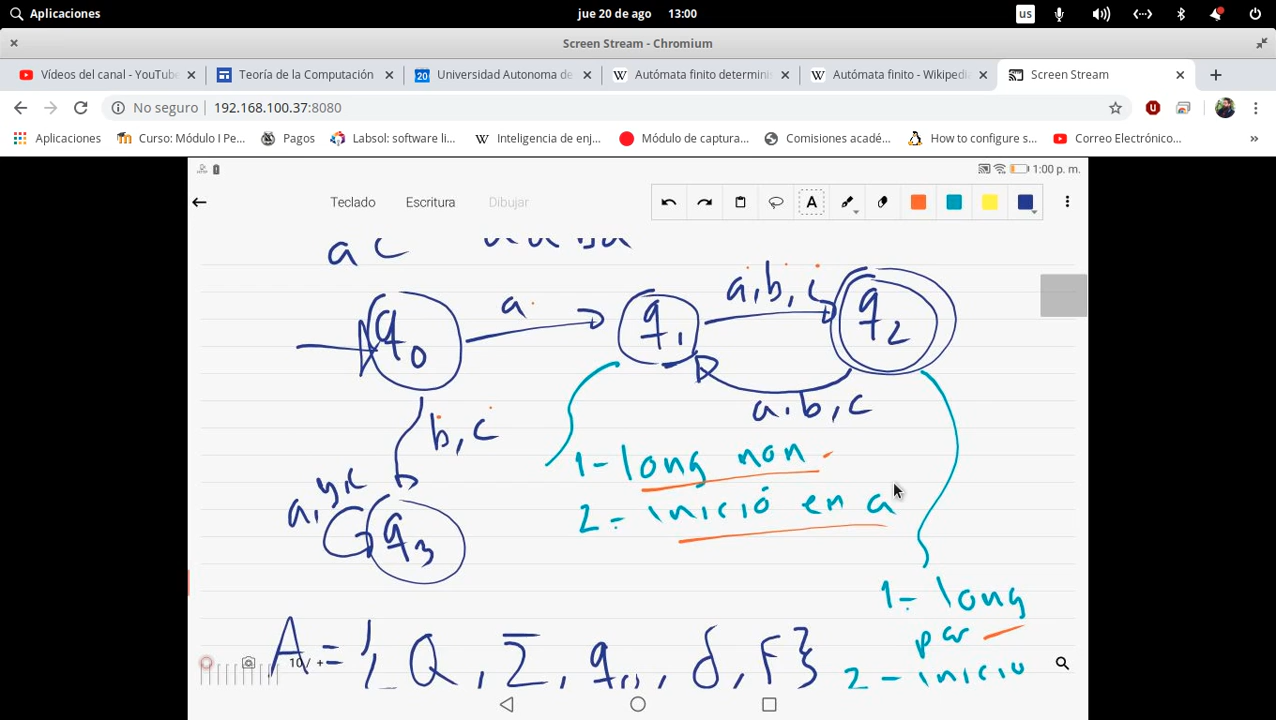 Aplicaciones
jue 20 de ago 13:00
us
Screen Stream - Chromium
Vídeos del canal - YouTube
Teoría de la Computación
20 Universidad Autonoma de
W Autómata finito determini
W Autómata finito - Wikipedi
Screen Stream
No seguro | 192.168.100.37:8080
Aplicaciones
Curso: Módulo I Pe...
Pagos
Labsol: software li...
W Inteligencia de enj...
Módulo de captura...
Comisiones acadé...
How to configure s...
Correo Electrónico...
»
1:00 p. m.
Teclado Escritura Dibujar
A
a c
q0 a q1 a,b,c q2
a,b,c
b,c
1- long non
2- inició en a
q3
1- long
par
2 - inicio
A = { Q, Σ, q0, δ, F }